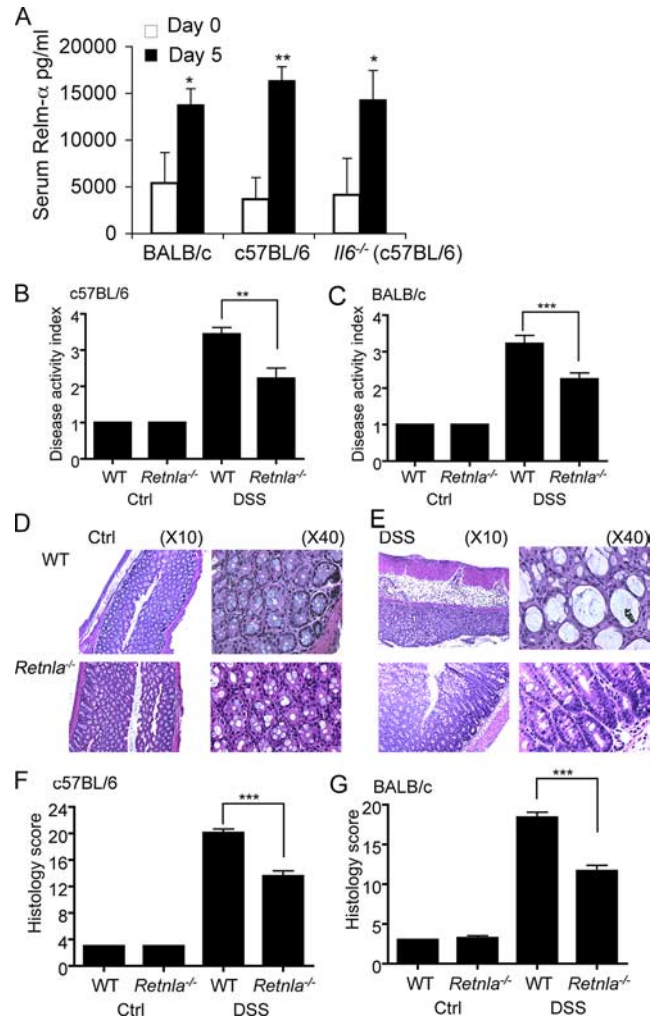 A
Day 0
Day 5
Serum Relm-α pg/ml
20000
15000
10000
5000
0
*
**
*
BALB/c
c57BL/6
Il6-/- (c57BL/6)
B
c57BL/6
Disease activity index
4
3
2
1
**
WT
Retnla-/-
WT
Retnla-/-
Ctrl
DSS
C
BALB/c
Disease activity index
4
3
2
1
***
WT
Retnla-/-
WT
Retnla-/-
Ctrl
DSS
D
Ctrl
(X10)
(X40)
WT
Retnla-/-
E
DSS
(X10)
(X40)
F
c57BL/6
Histology score
24
20
16
12
8
4
0
***
WT
Retnla-/-
WT
Retnla-/-
Ctrl
DSS
G
BALB/c
Histology score
20
15
10
5
0
***
WT
Retnla-/-
WT
Retnla-/-
Ctrl
DSS